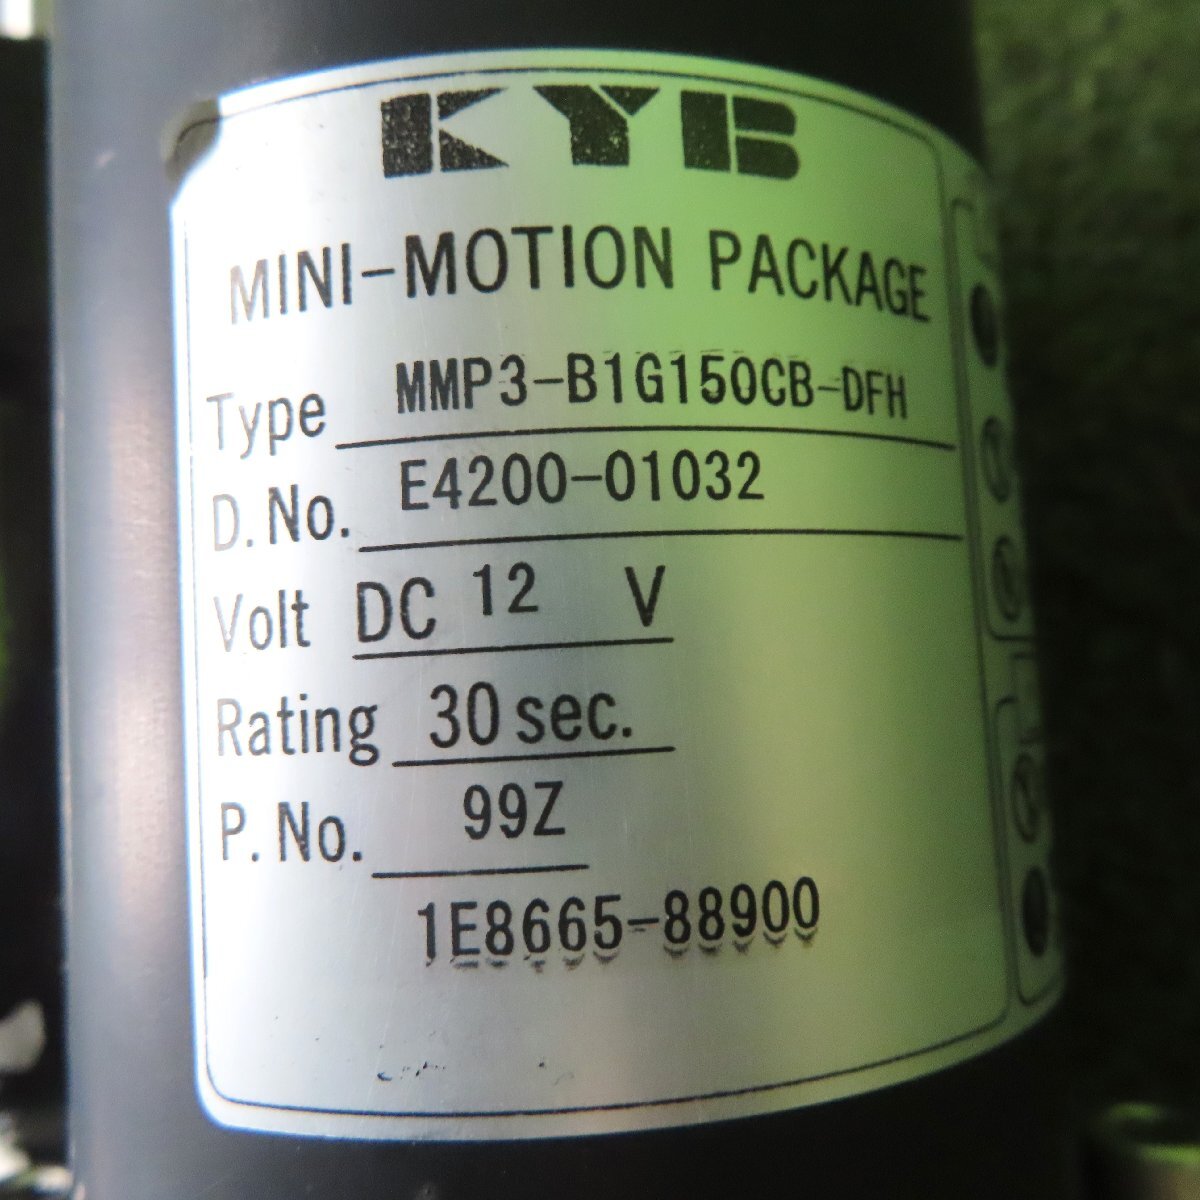 KYB
MINI-MOTION PACKAGE
Type MMP3-B1G150CB-DFH
D.No. E4200-01032
Volt DC 12 V
Rating 30 sec.
P.No. 99Z
1E8665-88900